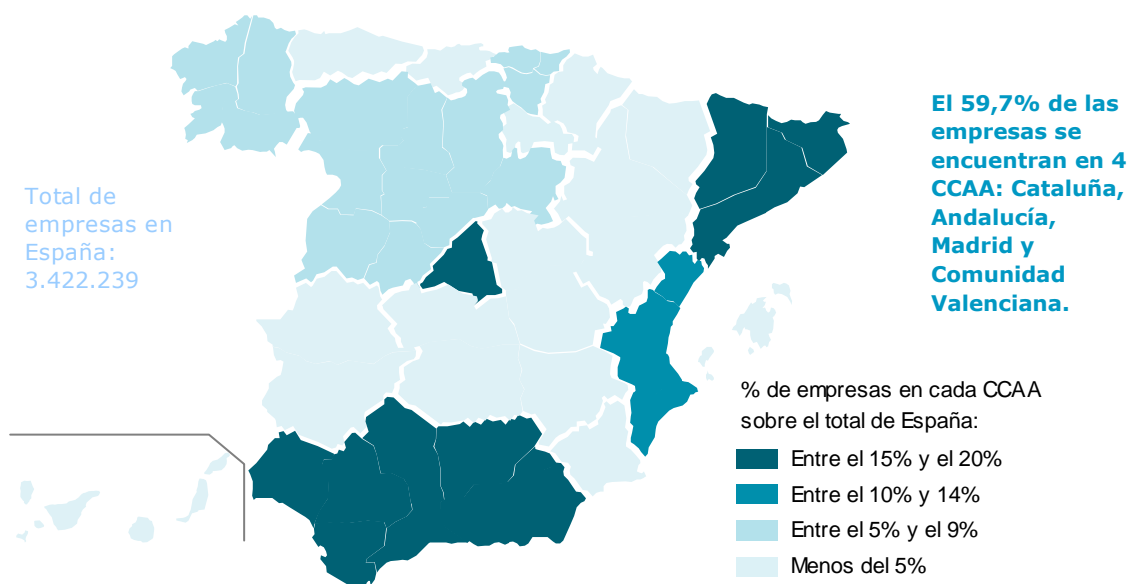 Total de
empresas en
España:
3.422.239
El 59,7% de las
empresas se
encuentran en 4
CCAA: Cataluña,
Andalucía,
Madrid y
Comunidad
Valenciana.
% de empresas en cada CCAA
sobre el total de España:
Entre el 15% y el 20%
Entre el 10% y 14%
Entre el 5% y el 9%
Menos del 5%